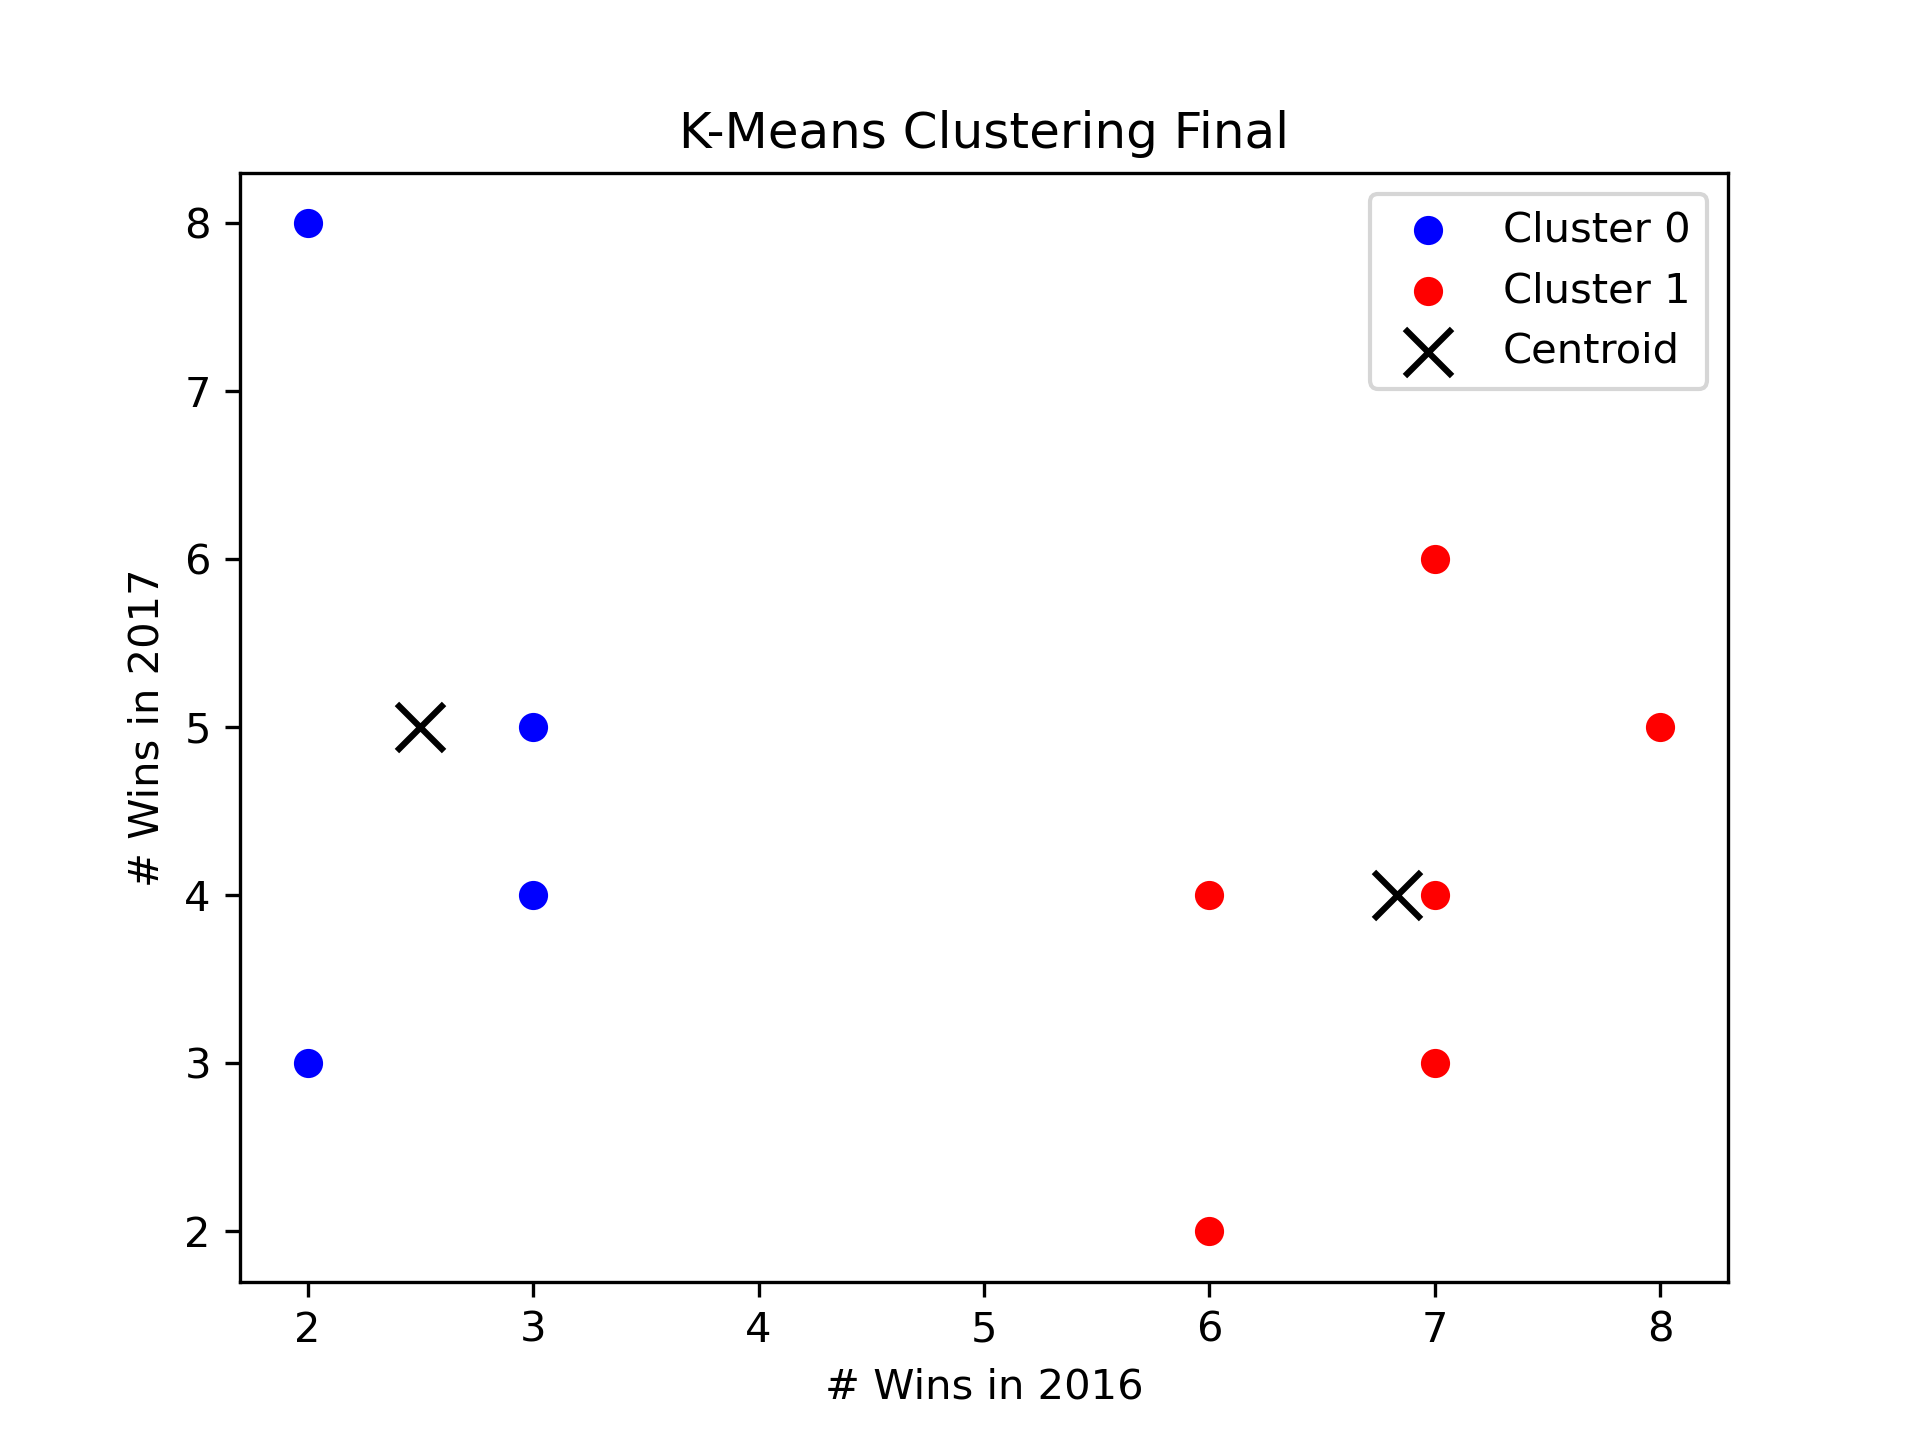 K-Means Clustering Final
Cluster 0
Cluster 1
Centroid
8
7
6
5
4
3
2
# Wins in 2017
2
3
4
5
6
7
8
# Wins in 2016